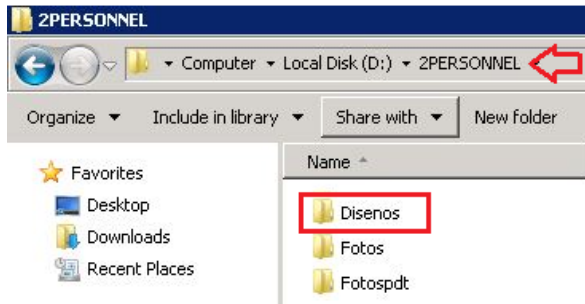 2PERSONNEL
Computer Local Disk (D:) 2PERSONNEL
Organize Include in library Share with New folder
Favorites
Desktop
Downloads
Recent Places
Name
Disenos
Fotos
Fotospdt